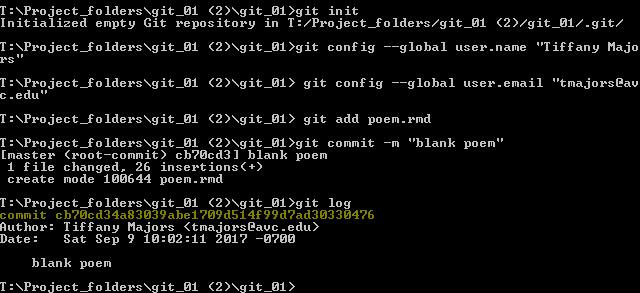 T:\Project_folders\git_01 (2)\git_01>git init
Initialized empty Git repository in T:/Project_folders/git_01 (2)/git_01/.git/
T:\Project_folders\git_01 (2)\git_01>git config --global user.name "Tiffany Majo
rs"
T:\Project_folders\git_01 (2)\git_01> git config --global user.email "tmajors@av
c.edu"
T:\Project_folders\git_01 (2)\git_01> git add poem.rmd
T:\Project_folders\git_01 (2)\git_01>git commit -m "blank poem"
[master (root-commit) cb70cd3] blank poem
 1 file changed, 26 insertions(+)
 create mode 100644 poem.rmd
T:\Project_folders\git_01 (2)\git_01>git log
commit cb70cd34a83039abe1709d514f99d7ad30330476
Author: Tiffany Majors <tmajors@avc.edu>
Date:   Sat Sep 9 10:02:11 2017 -0700
    blank poem
T:\Project_folders\git_01 (2)\git_01>